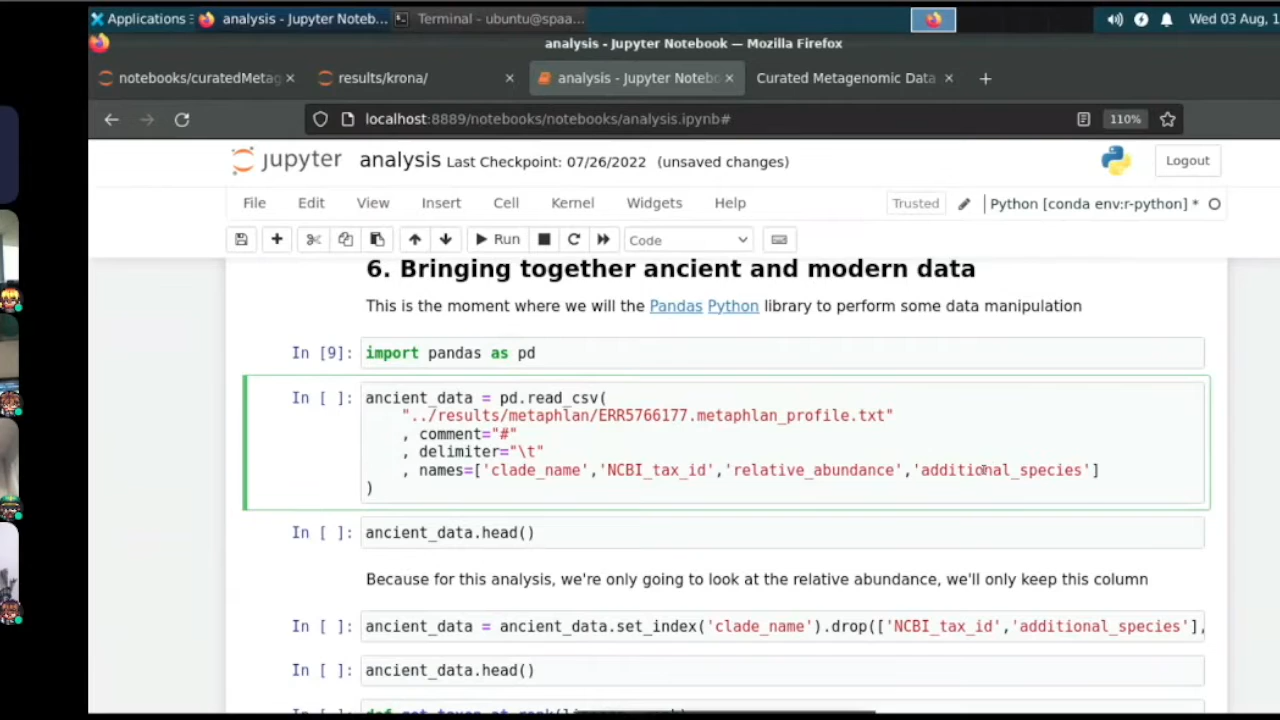 Applications analysis - Jupyter Noteb... Terminal - ubuntu@spaa... Wed 03 Aug, 1
analysis - Jupyter Notebook — Mozilla Firefox
notebooks/curatedMetag × results/krona/ × analysis - Jupyter Notebo × Curated Metagenomic Data × +
localhost:8889/notebooks/notebooks/analysis.ipynb# 110%
jupyter analysis Last Checkpoint: 07/26/2022 (unsaved changes) Logout
File Edit View Insert Cell Kernel Widgets Help Trusted Python [conda env:r-python] *
Run Code
6. Bringing together ancient and modern data
This is the moment where we will the Pandas Python library to perform some data manipulation
In [9]: import pandas as pd
In [ ]: ancient_data = pd.read_csv(
"../results/metaphlan/ERR5766177.metaphlan_profile.txt"
, comment="#"
, delimiter="\t"
, names=['clade_name','NCBI_tax_id','relative_abundance','additional_species']
)
In [ ]: ancient_data.head()
Because for this analysis, we're only going to look at the relative abundance, we'll only keep this column
In [ ]: ancient_data = ancient_data.set_index('clade_name').drop(['NCBI_tax_id','additional_species'],
In [ ]: ancient_data.head()